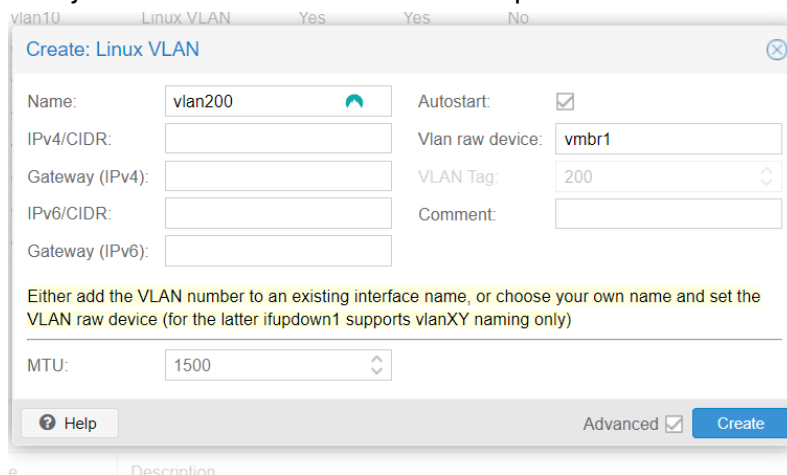 vlan10 Linux VLAN Yes Yes No
Create: Linux VLAN
Name: vlan200 Autostart:
IPv4/CIDR: Vlan raw device: vmbr1
Gateway (IPv4): VLAN Tag: 200
IPv6/CIDR: Comment:
Gateway (IPv6):
Either add the VLAN number to an existing interface name, or choose your own name and set the
VLAN raw device (for the latter ifupdown1 supports vlanXY naming only)
MTU: 1500
Help Advanced Create
Description